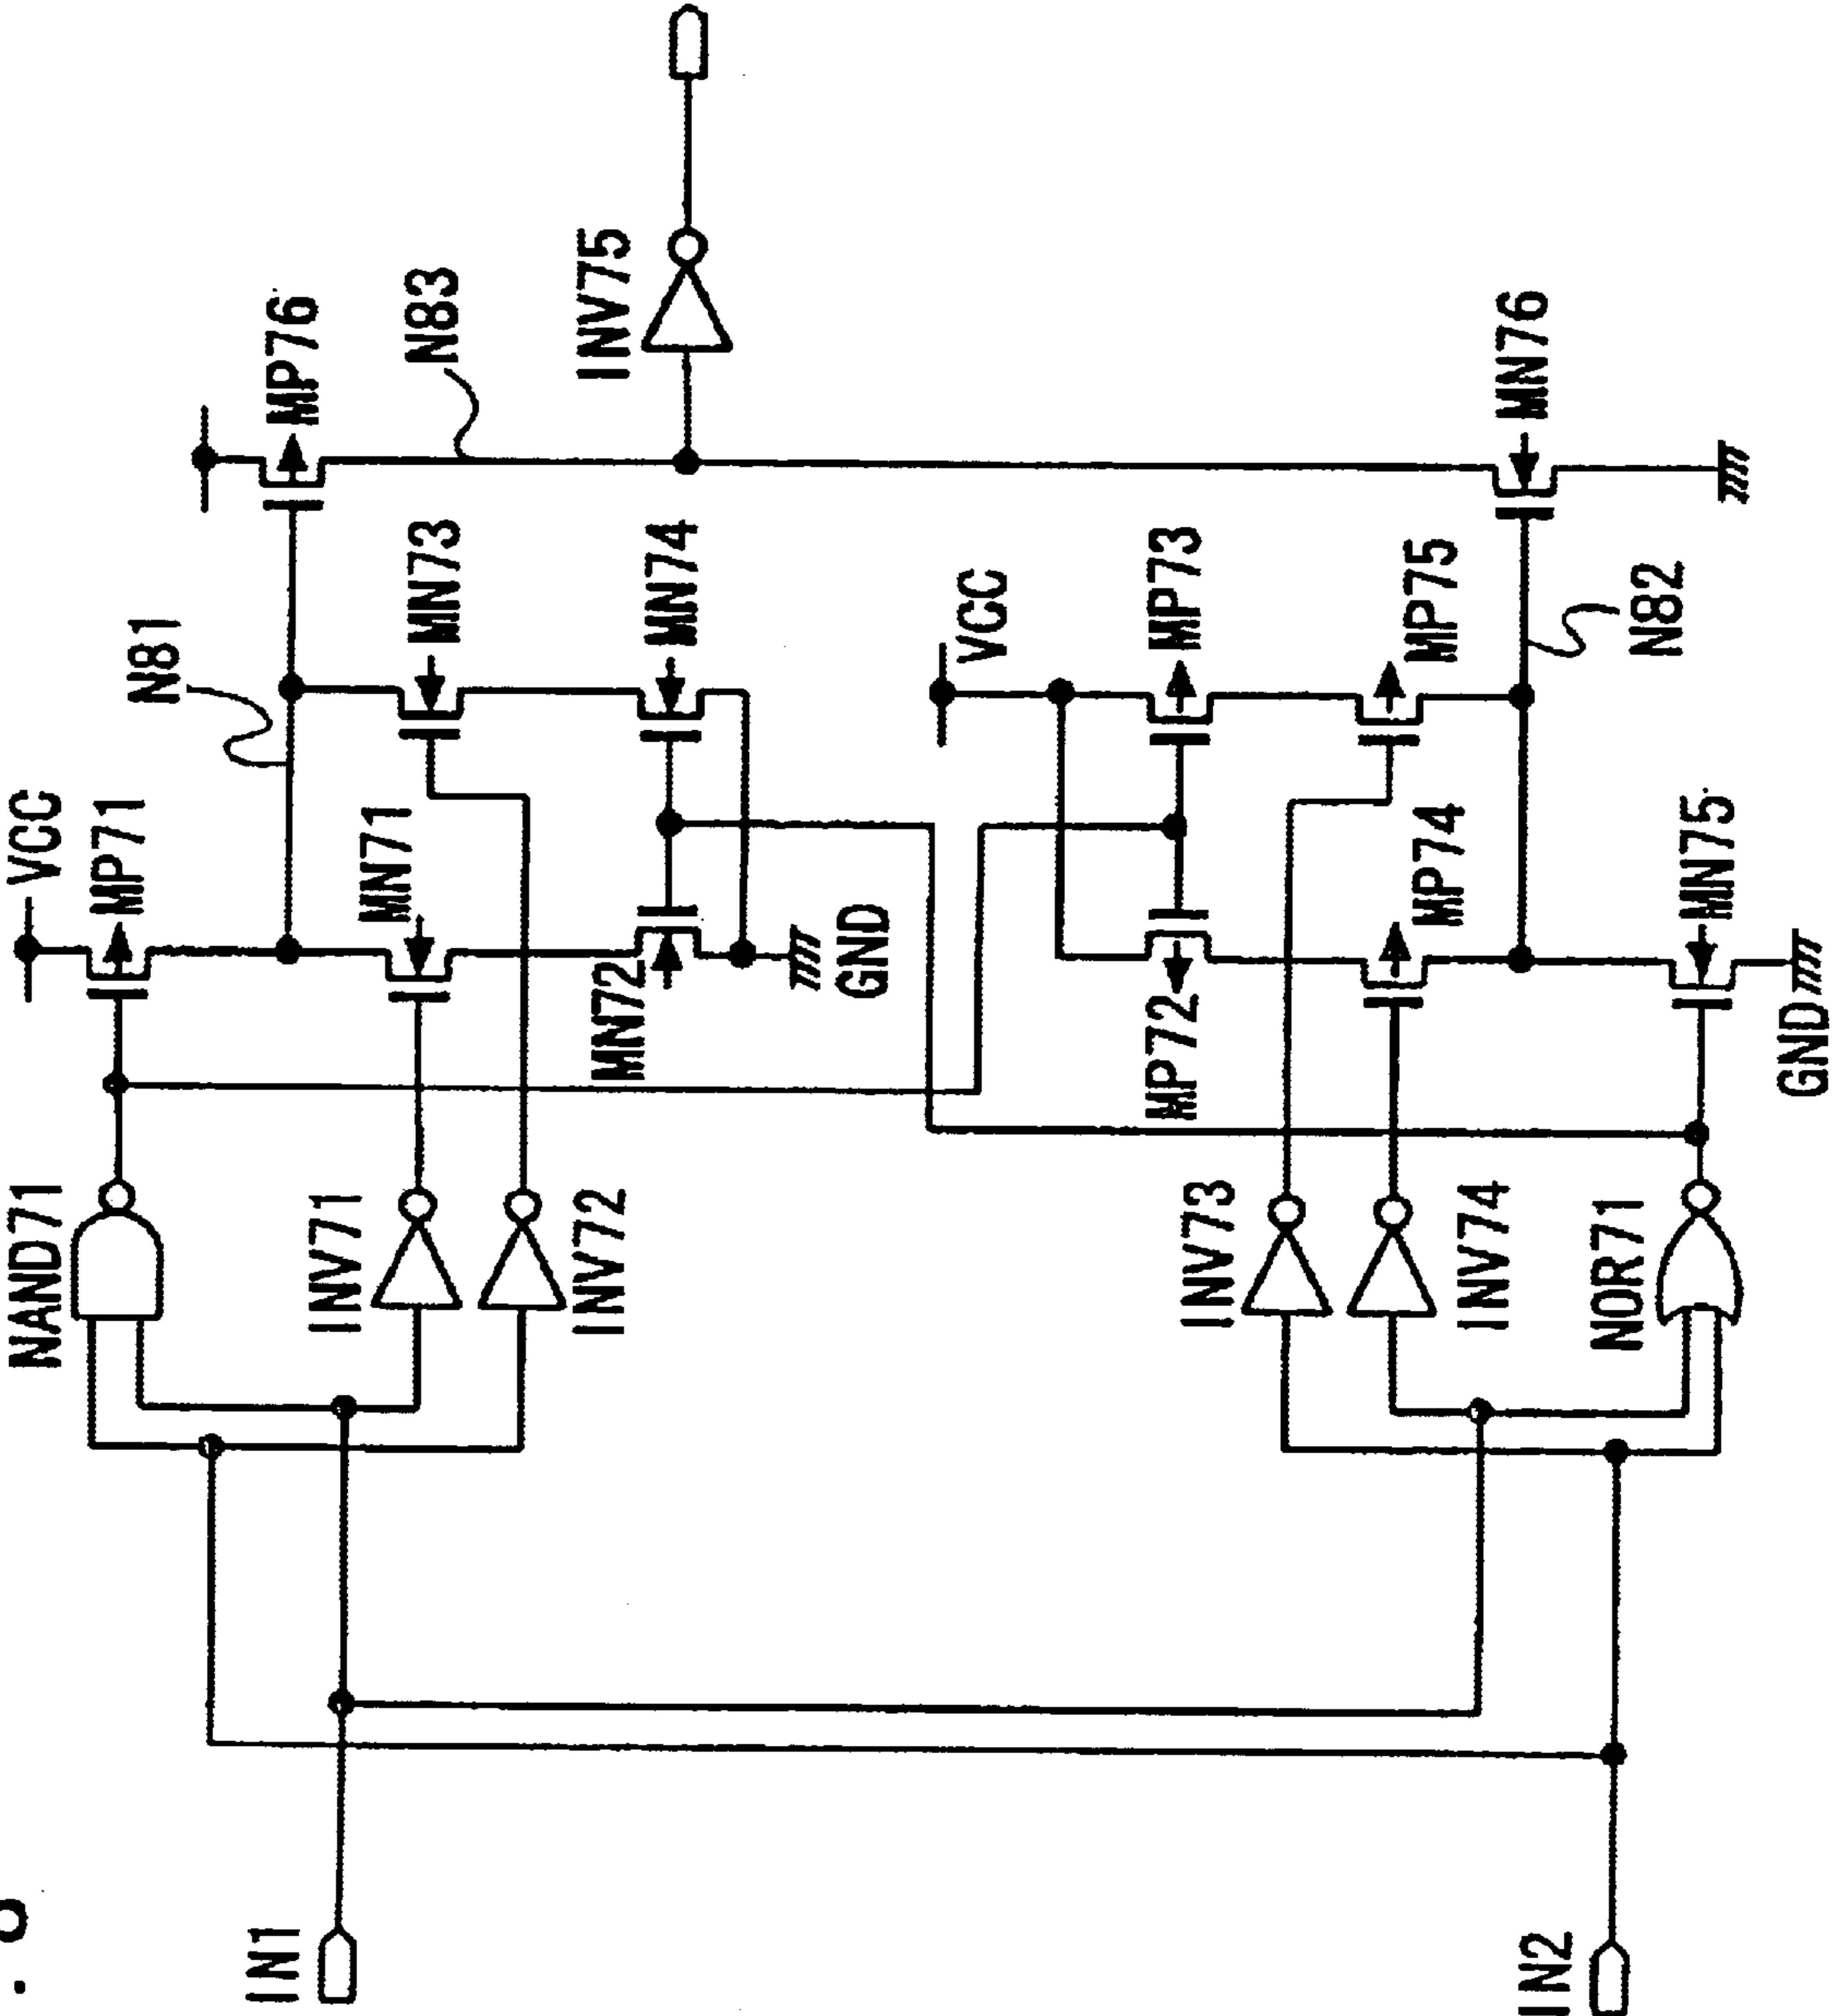 IN1
IN2
NAND71
INV71
INV72
INV73
INV74
NOR71
VCC
MP71
MN71
MN72
GND
MP72
MP74
MN75
GND
N81
MN73
MN74
VCC
MP73
MP75
N82
MP76
N83
INV75
MN76